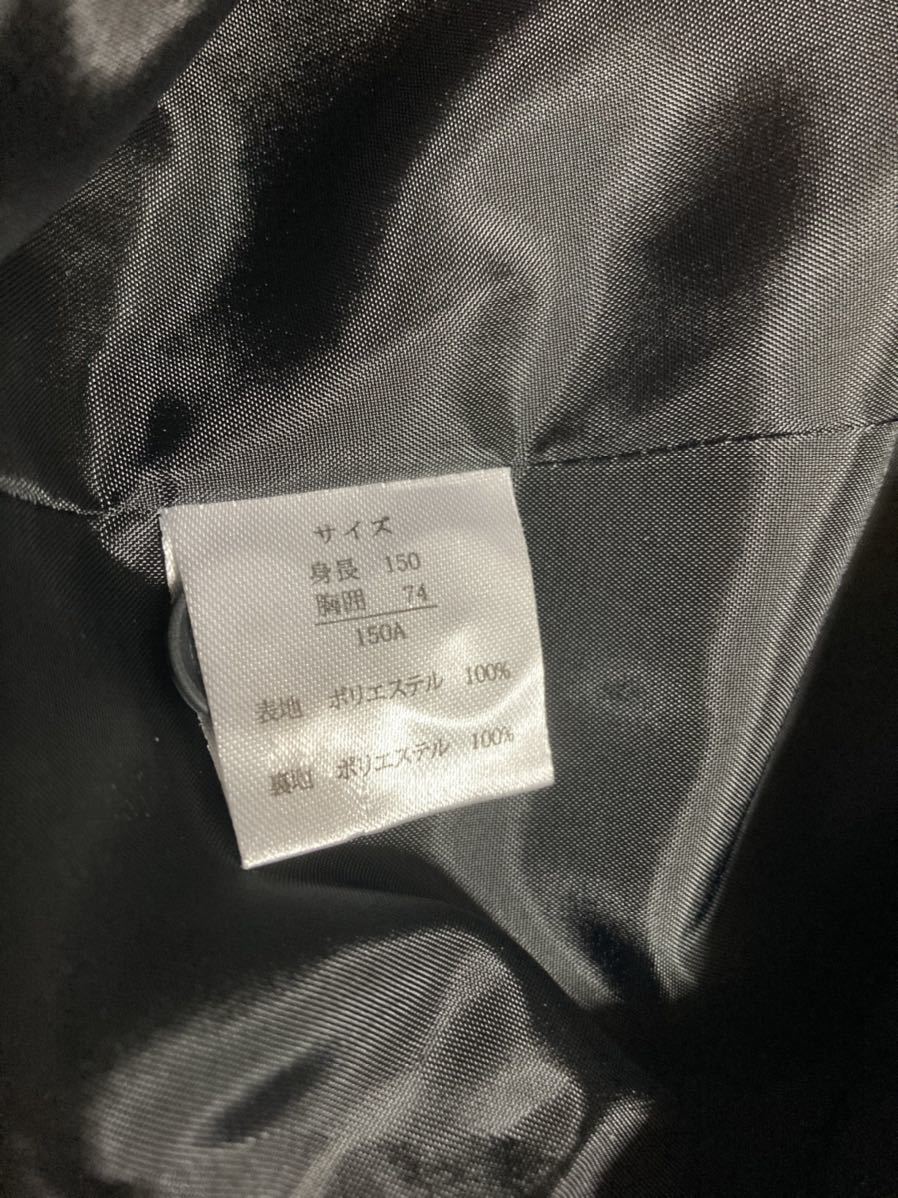 サイズ
身長 150
胸囲 74
150A
表地 ポリエステル 100%
裏地 ポリエステル 100%